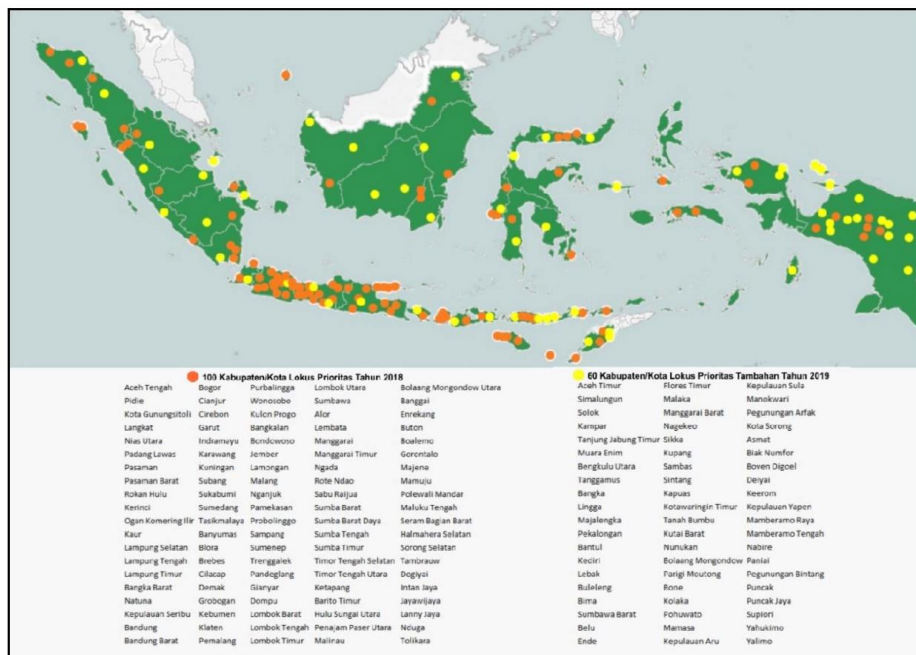 100 Kabupaten/Kota Lokus Prioritas Tahun 2018
Aceh Tengah Bogor Purbalingga Lombok Utara Bolaang Mongondow Utara
Pidie Cianjur Wonosobo Sumbawa Banggai
Kota Gunungsitoli Cirebon Kulon Progo Alor Enrekang
Langkat Garut Bangkalan Lembata Buton
Nias Utara Indramayu Bondowoso Manggarai Boalemo
Padang Lawas Karawang Jember Manggarai Timur Gorontalo
Pasaman Kuningan Lamongan Ngada Majene
Pasaman Barat Subang Malang Rote Ndao Mamuju
Rokan Hulu Sukabumi Nganjuk Sabu Raijua Polewali Mandar
Kerinci Sumedang Pamekasan Sumba Barat Maluku Tengah
Ogan Komering Ilir Tasikmalaya Probolinggo Sumba Barat Daya Seram Bagian Barat
Kaur Banyumas Sampang Sumba Tengah Halmahera Selatan
Lampung Selatan Blora Sumenep Sumba Timur Sorong Selatan
Lampung Tengah Brebes Trenggalek Timor Tengah Selatan Tambrauw
Lampung Timur Cilacap Pandeglang Timor Tengah Utara Dogiyai
Bangka Barat Demak Gianyar Ketapang Intan Jaya
Natuna Grobogan Dompu Barito Timur Jayawijaya
Kepulauan Seribu Kebumen Lombok Barat Hulu Sungai Utara Lanny Jaya
Bandung Klaten Lombok Tengah Penajam Paser Utara Nduga
Bandung Barat Pemalang Lombok Timur Malinau Tolikara
60 Kabupaten/Kota Lokus Prioritas Tambahan Tahun 2019
Aceh Timur Flores Timur Kepulauan Sula
Simalungun Malaka Manokwari
Solok Manggarai Barat Pegunungan Arfak
Kampar Nagekeo Kota Sorong
Tanjung Jabung Timur Sikka Asmat
Muara Enim Kupang Biak Numfor
Bengkulu Utara Sambas Boven Digoel
Tanggamus Sintang Deiyai
Bangka Kapuas Keerom
Lingga Kotawaringin Timur Kepulauan Yapen
Majalengka Tanah Bumbu Mamberamo Raya
Pekalongan Kutai Barat Mamberamo Tengah
Bantul Nunukan Nabire
Kediri Bolaang Mongondow Paniai
Lebak Parigi Moutong Pegunungan Bintang
Buleleng Bone Puncak
Bima Kolaka Puncak Jaya
Sumbawa Barat Pohuwato Supiori
Belu Mamasa Yahukimo
Ende Kepulauan Aru Yalimo